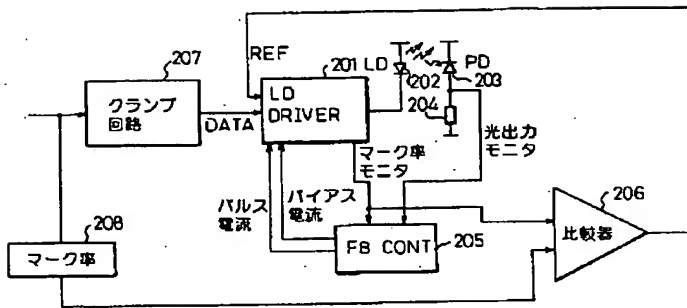 REF
207
201
LD
202
PD
203
204
クランプ
回路
DATA
LD
DRIVER
光出力
モニタ
マーク率
モニタ
パルス
電流
バイアス
電流
206
比較器
208
マーク率
FB CONT
205